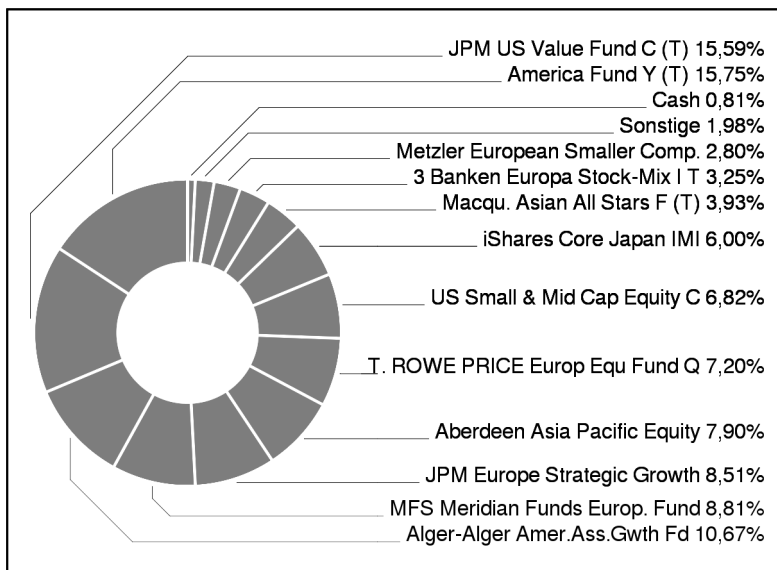 JPM US Value Fund C (T) 15,59%
America Fund Y (T) 15,75%
Cash 0,81%
Sonstige 1,98%
Metzler European Smaller Comp. 2,80%
3 Banken Europa Stock-Mix I T 3,25%
Macqu. Asian All Stars F (T) 3,93%
iShares Core Japan IMI 6,00%
US Small & Mid Cap Equity C 6,82%
T. ROWE PRICE Europ Equ Fund Q 7,20%
Aberdeen Asia Pacific Equity 7,90%
JPM Europe Strategic Growth 8,51%
MFS Meridian Funds Europ. Fund 8,81%
Alger-Alger Amer.Ass.Gwth Fd 10,67%